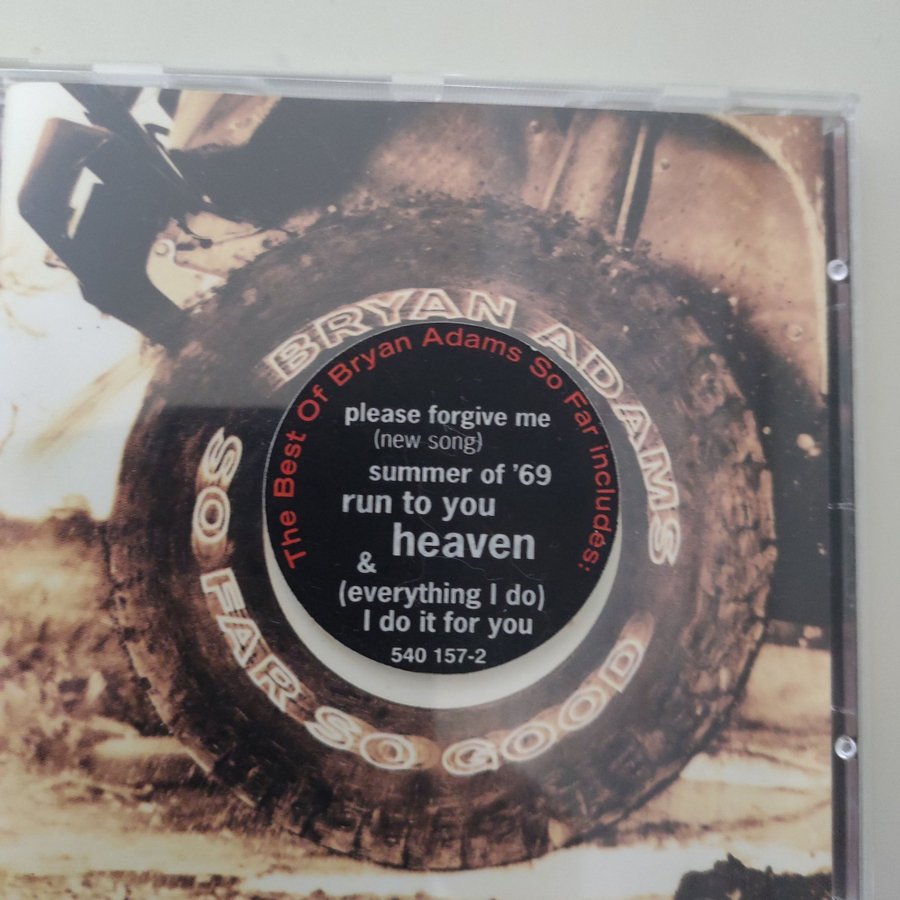 BRYAN ADAMS
SO FAR SO GOOD
The Best Of Bryan Adams So Far includes:
please forgive me
(new song)
summer of '69
run to you
heaven
&
(everything I do)
I do it for you
540 157-2